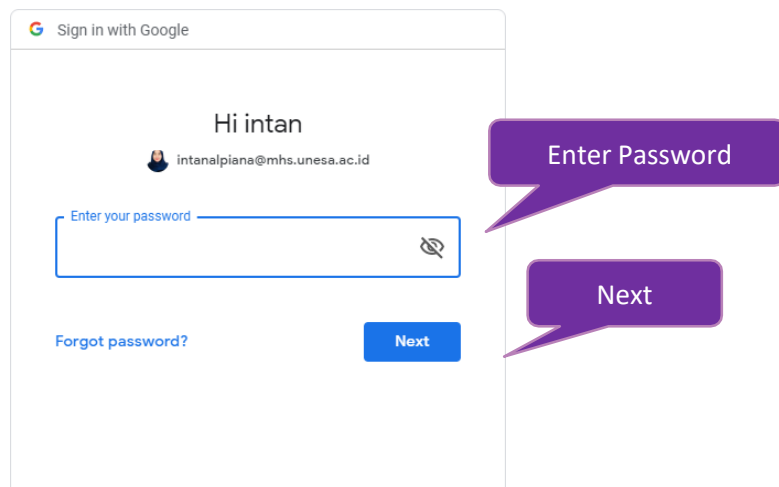 Sign in with Google
Hi intan
intanalpiana@mhs.unesa.ac.id
Enter Password
Enter your password
Next
Forgot password?
Next